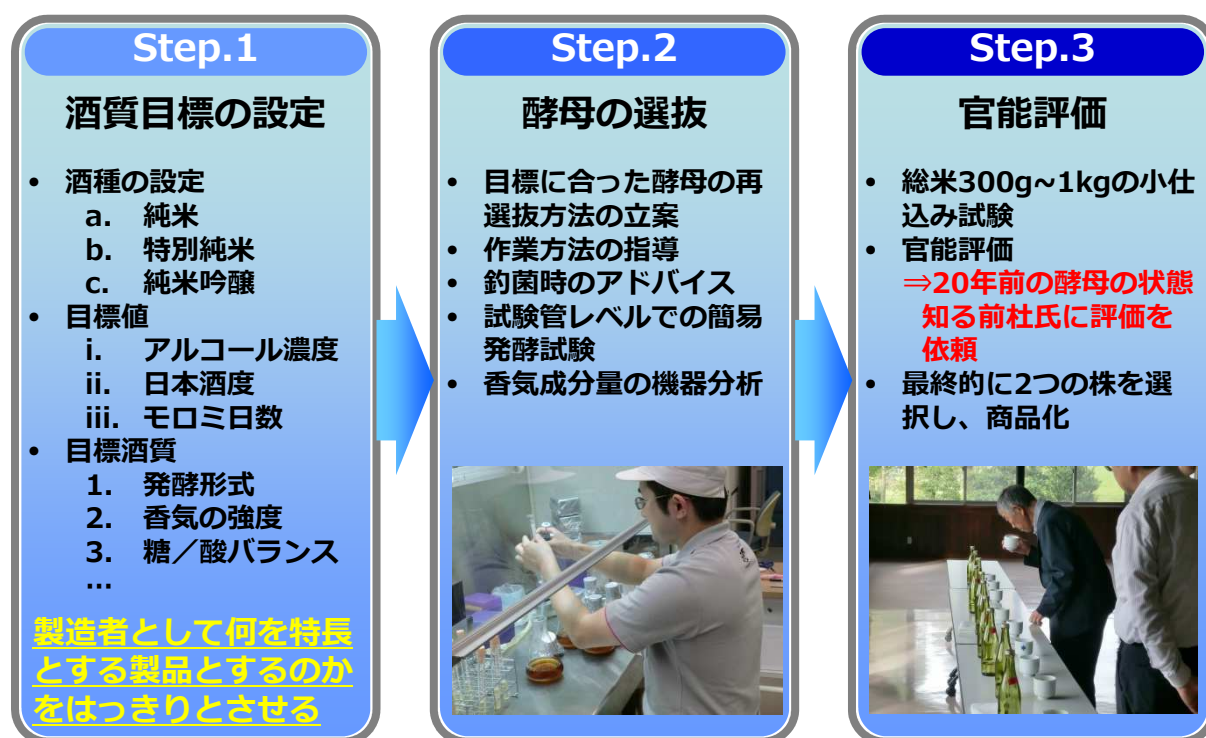 Step.1
酒質目標の設定
• 酒種の設定
a. 純米
b. 特別純米
c. 純米吟醸
• 目標値
i. アルコール濃度
ii. 日本酒度
iii. モロミ日数
• 目標酒質
1. 発酵形式
2. 香気の強度
3. 糖／酸バランス
…
製造者として何を特長
とする製品とするのか
をはっきりとさせる
Step.2
酵母の選抜
• 目標に合った酵母の再
選抜方法の立案
• 作業方法の指導
• 釣菌時のアドバイス
• 試験管レベルでの簡易
発酵試験
• 香気成分量の機器分析
Step.3
官能評価
• 総米300g~1kgの小仕
込み試験
• 官能評価
⇒20年前の酵母の状態
知る前杜氏に評価を
依頼
• 最終的に2つの株を選
択し、商品化